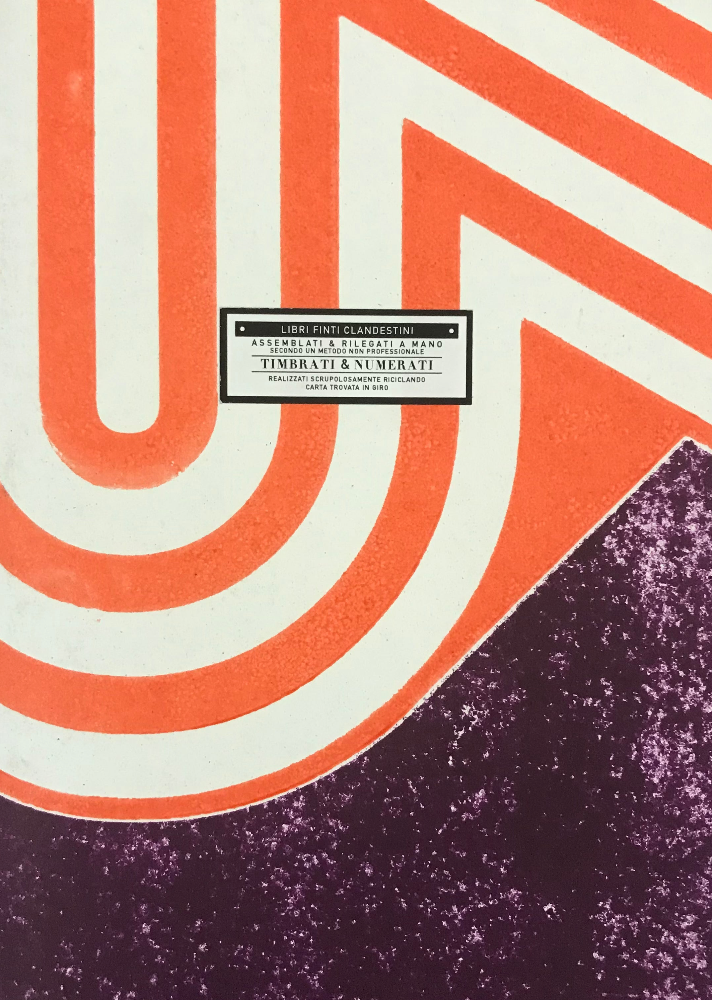 LIBRI FINTI CLANDESTINI
ASSEMBLATI & RILEGATI A MANO
SECONDO UN METODO NON PROFESSIONALE
TIMBRATI & NUMERATI
REALIZZATI SCRUPOLOSAMENTE RICICLANDO
CARTA TROVATA IN GIRO